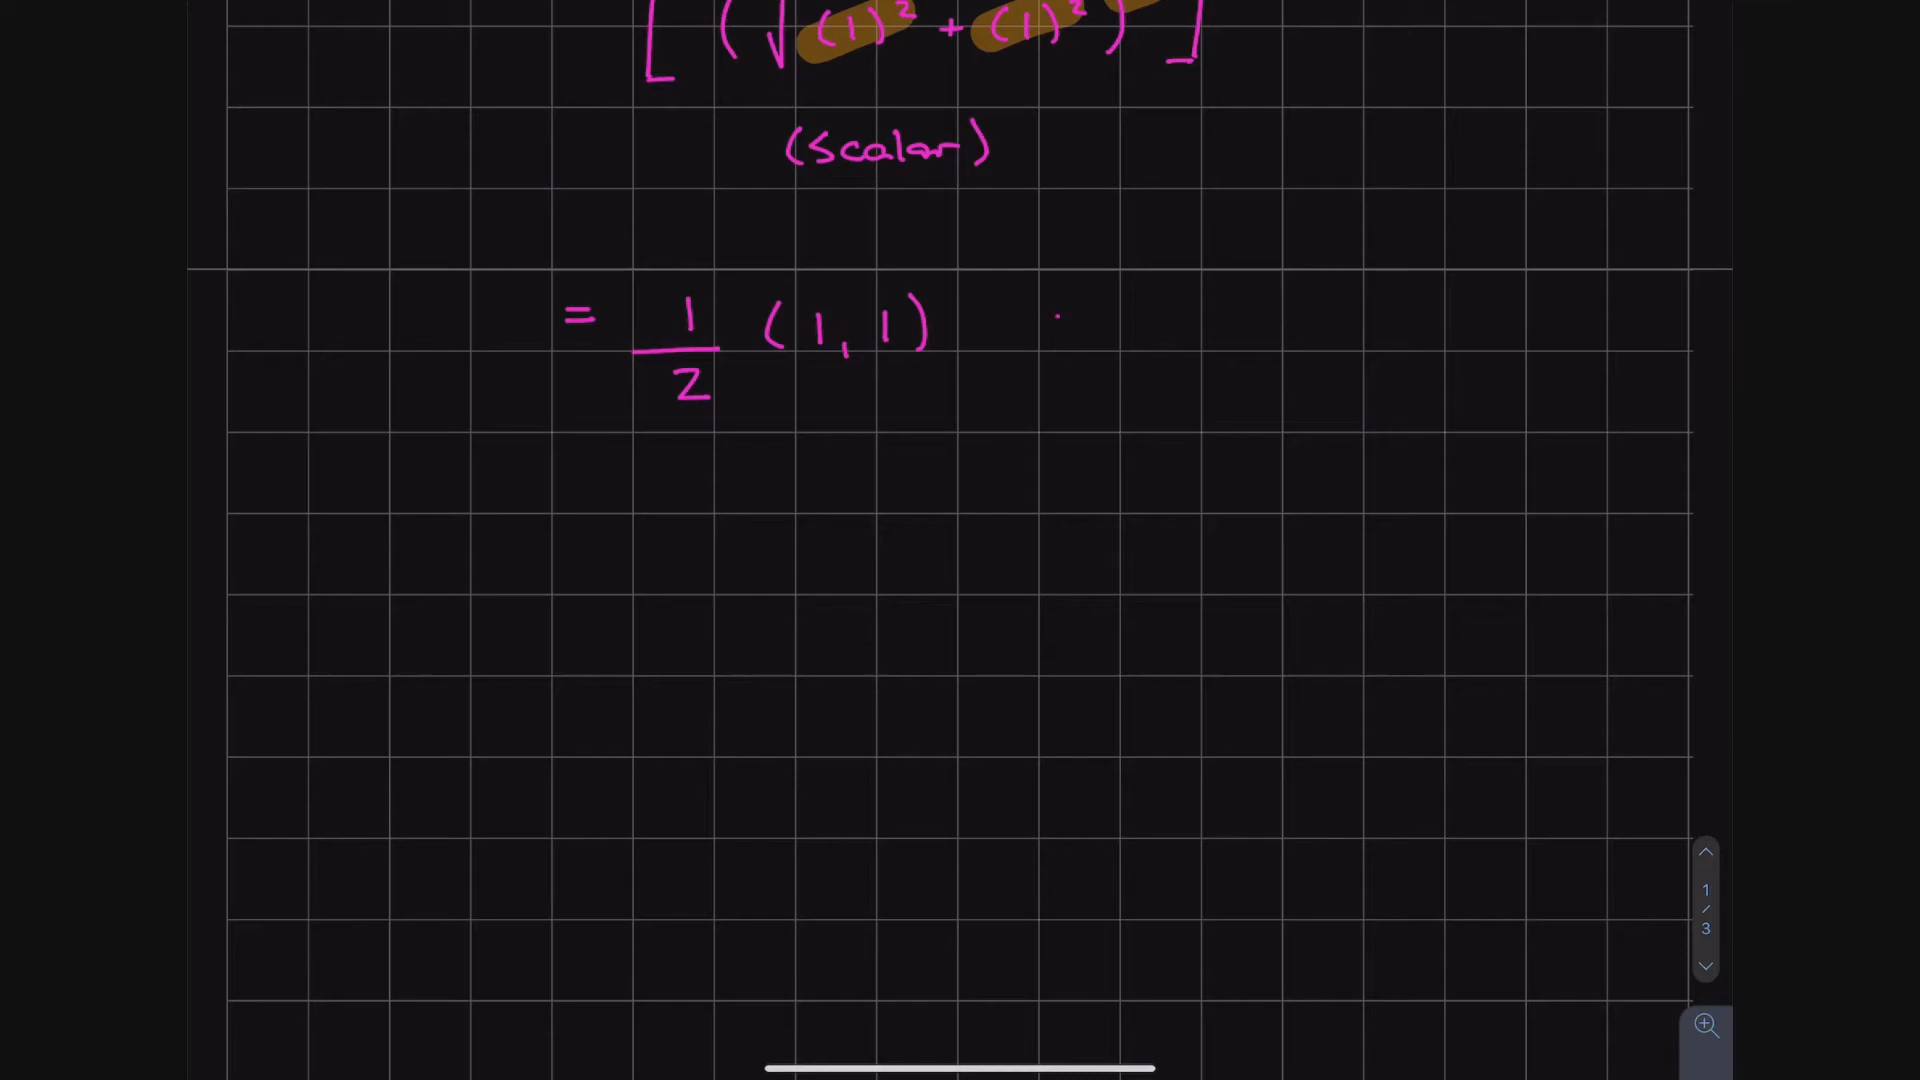 [ (√(1)² + (1)² ) ]
(scalar)
= 1/2 (1, 1)
1 / 3